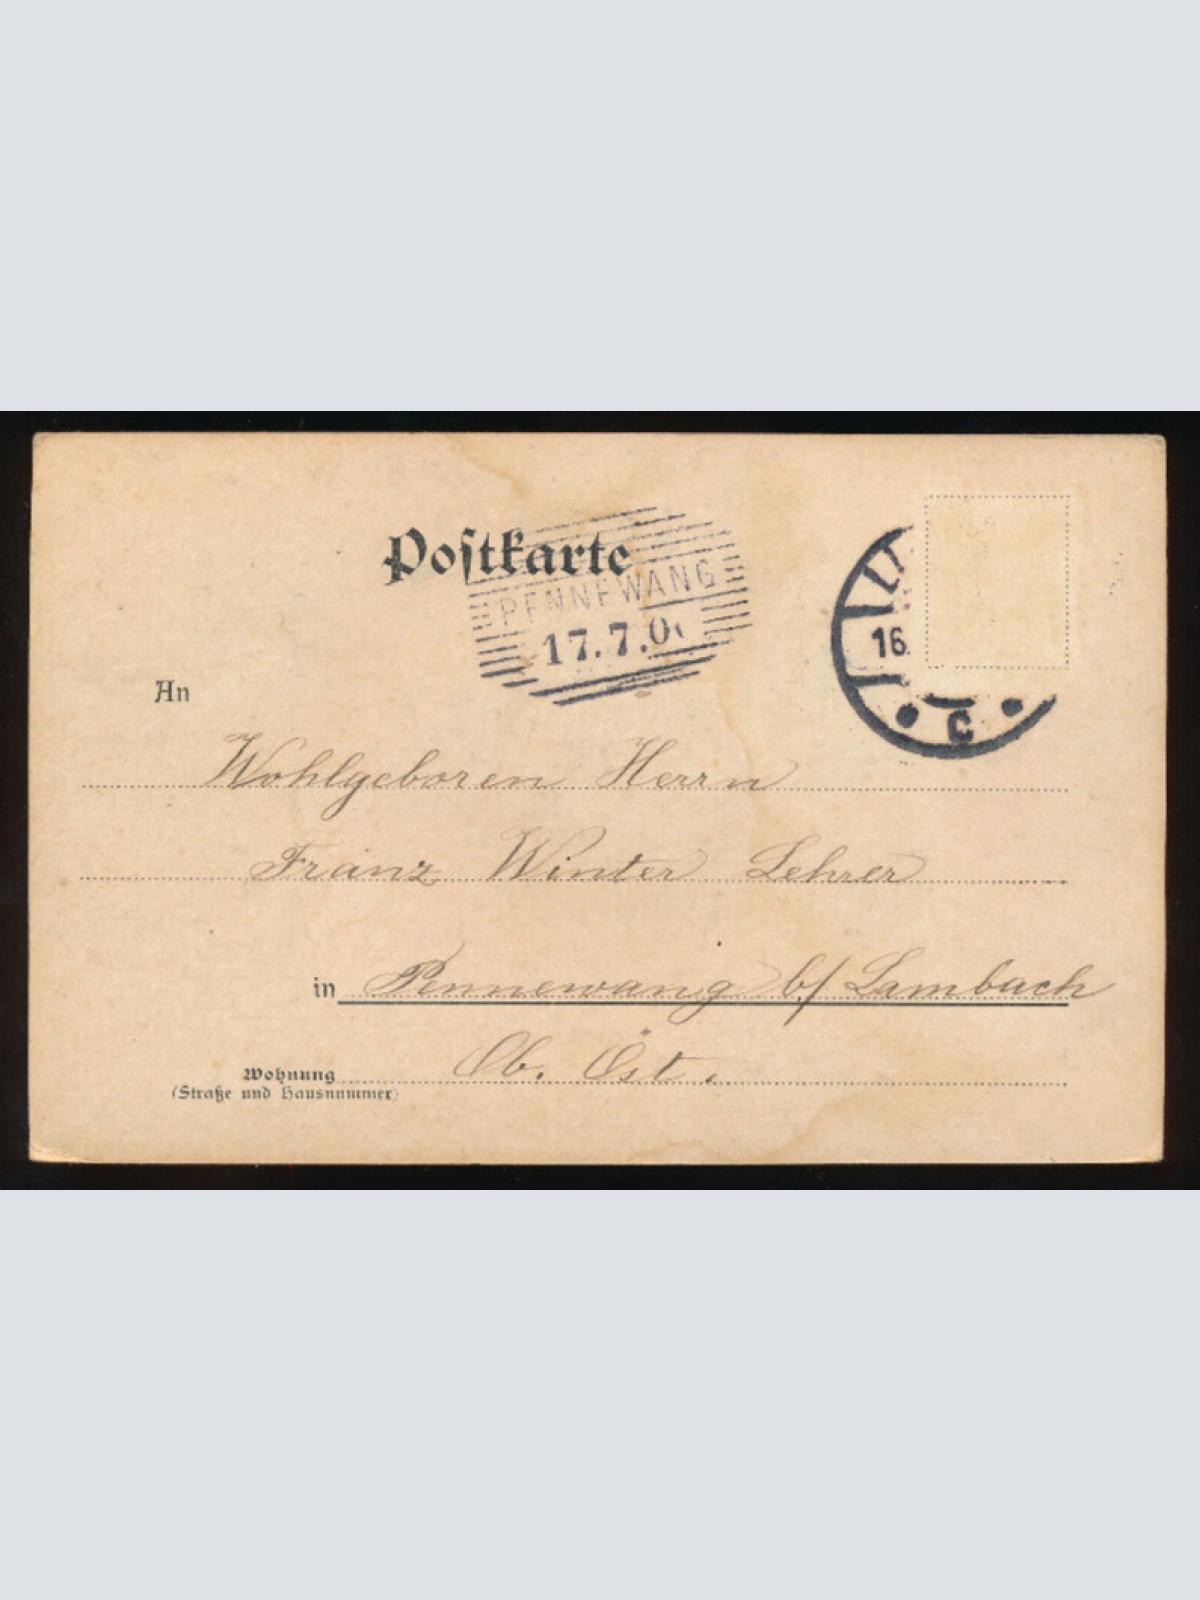 Postkarte
PENNEWANG
17.7.0
16.
C
An
Wohlgeboren Herrn
Franz Winter Lehrer
in Pennewang b/ Lambach
Ob. Öst.
Wohnung
(Straße und Hausnummer)